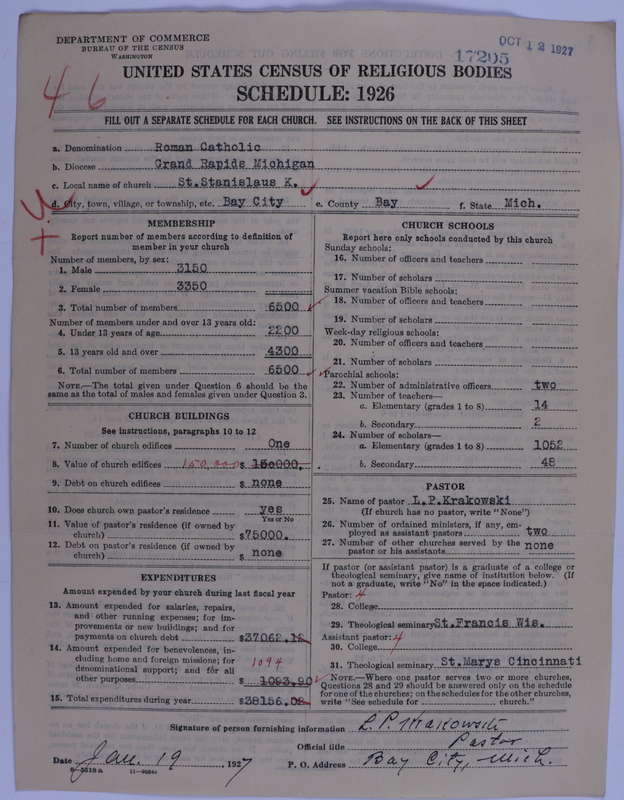 DEPARTMENT OF COMMERCE
BUREAU OF THE CENSUS
WASHINGTON
OCT 12 1927
17295
46
UNITED STATES CENSUS OF RELIGIOUS BODIES
SCHEDULE: 1926
FILL OUT A SEPARATE SCHEDULE FOR EACH CHURCH. SEE INSTRUCTIONS ON THE BACK OF THIS SHEET
a. Denomination Roman Catholic
b. Diocese Grand Rapids Michigan
c. Local name of church St.Stanislaus K.
d. City, town, village, or township, etc. Bay City e. County Bay f. State Mich.
MEMBERSHIP
Report number of members according to definition of
member in your church
Number of members, by sex:
1. Male 3150
2. Female 3350
3. Total number of members 6500
Number of members under and over 13 years old:
4. Under 13 years of age 2200
5. 13 years old and over 4300
6. Total number of members 6500
NOTE.—The total given under Question 6 should be the
same as the total of males and females given under Question 3.
CHURCH BUILDINGS
See instructions, paragraphs 10 to 12
7. Number of church edifices One
8. Value of church edifices 150,000 $ 150000.
9. Debt on church edifices $ none
10. Does church own pastor's residence yes
Yes or No
11. Value of pastor's residence (if owned by
church) $75000.
12. Debt on pastor's residence (if owned by
church) $ none
EXPENDITURES
Amount expended by your church during last fiscal year
13. Amount expended for salaries, repairs,
and other running expenses; for im-
provements or new buildings; and for
payments on church debt $37062.12
14. Amount expended for benevolences, in-
cluding home and foreign missions; for
denominational support; and for all 1094
other purposes $ 1093.90
15. Total expenditures during year $38156.02
CHURCH SCHOOLS
Report here only schools conducted by this church
Sunday schools:
16. Number of officers and teachers
17. Number of scholars
Summer vacation Bible schools:
18. Number of officers and teachers
19. Number of scholars
Week-day religious schools:
20. Number of officers and teachers
21. Number of scholars
Parochial schools:
22. Number of administrative officers two
23. Number of teachers—
a. Elementary (grades 1 to 8) 14
b. Secondary 2
24. Number of scholars—
a. Elementary (grades 1 to 8) 1052
b. Secondary 48
PASTOR
25. Name of pastor L.P.Krakowski
(If church has no pastor, write "None")
26. Number of ordained ministers, if any, em-
ployed as assistant pastors two
27. Number of other churches served by the
pastor or his assistants none
If pastor (or assistant pastor) is a graduate of a college or
theological seminary, give name of institution below. (If
not a graduate, write "No" in the space indicated.)
Pastor: 4
28. College
29. Theological seminary St.Francis Wis.
Assistant pastor: 4
30. College
31. Theological seminary St.Marys Cincinnati
NOTE.—Where one pastor serves two or more churches,
Questions 28 and 29 should be answered only on the schedule
for one of the churches; on the schedules for the other churches,
write "See schedule for church."
Signature of person furnishing information L. P. Krakowski
Official title Pastor
Date Jan. 19 1927 P. O. Address Bay City, Mich.
8—5518 a